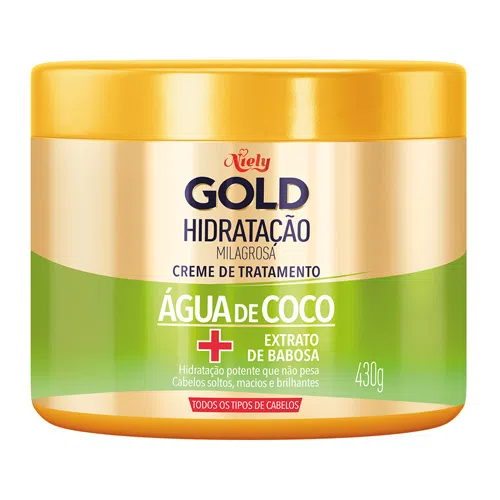 Niely
GOLD
HIDRATAÇÃO
MILAGROSA
CREME DE TRATAMENTO
ÁGUA DE COCO
+ EXTRATO
DE BABOSA
Hidratação potente que não pesa
Cabelos soltos, macios e brilhantes
430g
TODOS OS TIPOS DE CABELOS